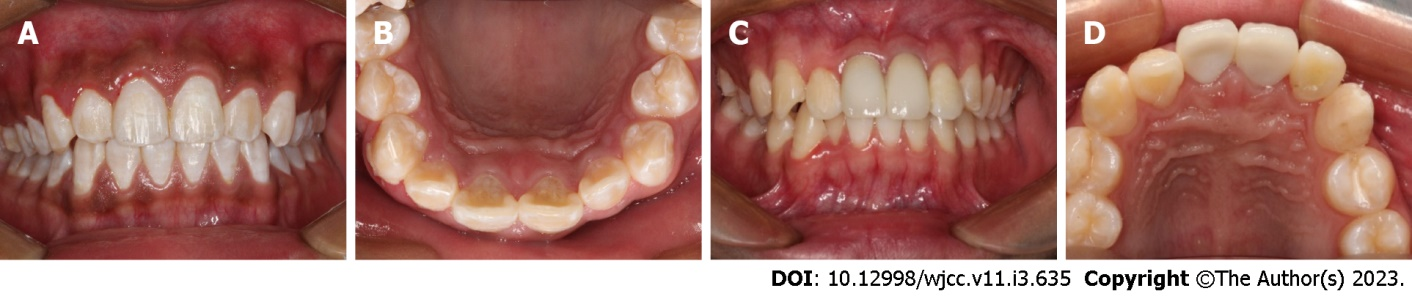 A
B
C
D
DOI: 10.12998/wjcc.v11.i3.635 Copyright ©The Author(s) 2023.